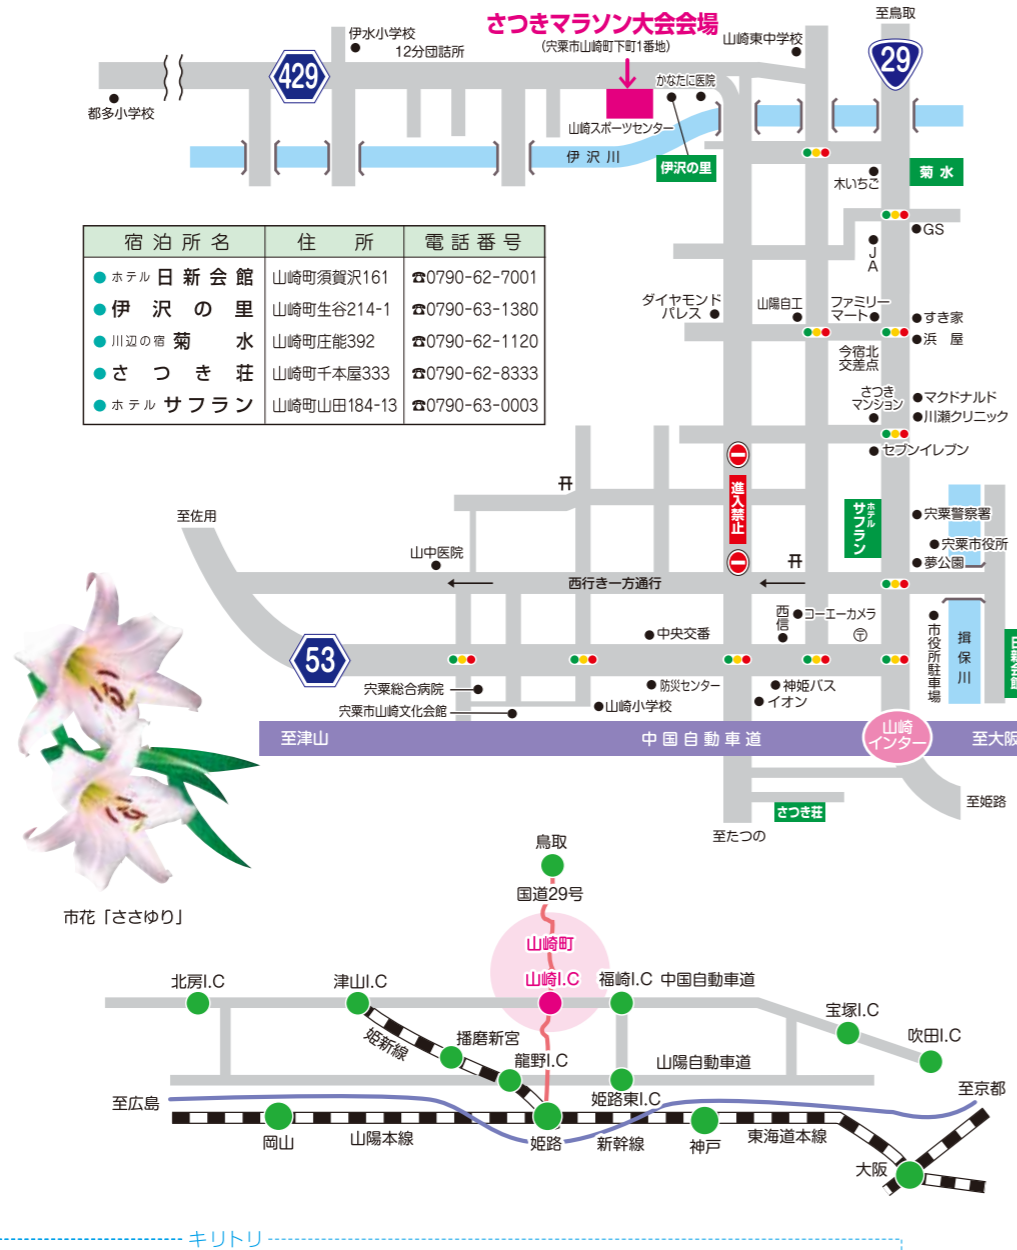 至鳥取
さつきマラソン大会会場
(宍粟市山崎町下町1番地)
伊水小学校
12分団詰所
山崎東中学校
429
29
かなたに医院
都多小学校
山崎スポーツセンター
伊沢川
伊沢の里
木いちご
菊水
GS
JA
宿泊所名 住所 電話番号
ホテル 日新会館 山崎町須賀沢161 ☎0790-62-7001
伊沢の里 山崎町生谷214-1 ☎0790-63-1380
川辺の宿 菊水 山崎町庄能392 ☎0790-62-1120
さつき荘 山崎町千本屋333 ☎0790-62-8333
ホテル サフラン 山崎町山田184-13 ☎0790-63-0003
ダイヤモンド
パレス
山陽自工
ファミリー
マート
すき家
浜屋
今宿北
交差点
さつき
マンション
マクドナルド
川瀬クリニック
セブンイレブン
進入禁止
ホテル
サフラン
宍粟警察署
宍粟市役所
夢公園
至佐用
山中医院
西行き一方通行
西信
コーエーカメラ
〒
中央交番
市役所駐車場
揖保川
日新会館
53
宍粟総合病院
宍粟市山崎文化会館
山崎小学校
防災センター
神姫バス
イオン
至津山
中国自動車道
山崎
インター
至大阪
至姫路
さつき荘
至たつの
市花「ささゆり」
鳥取
国道29号
山崎町
北房I.C
津山I.C
山崎I.C
福崎I.C
中国自動車道
宝塚I.C
吹田I.C
姫新線
播磨新宮
龍野I.C
山陽自動車道
姫路東I.C
至広島
至京都
岡山
山陽本線
姫路
新幹線
神戸
東海道本線
大阪
キリトリ